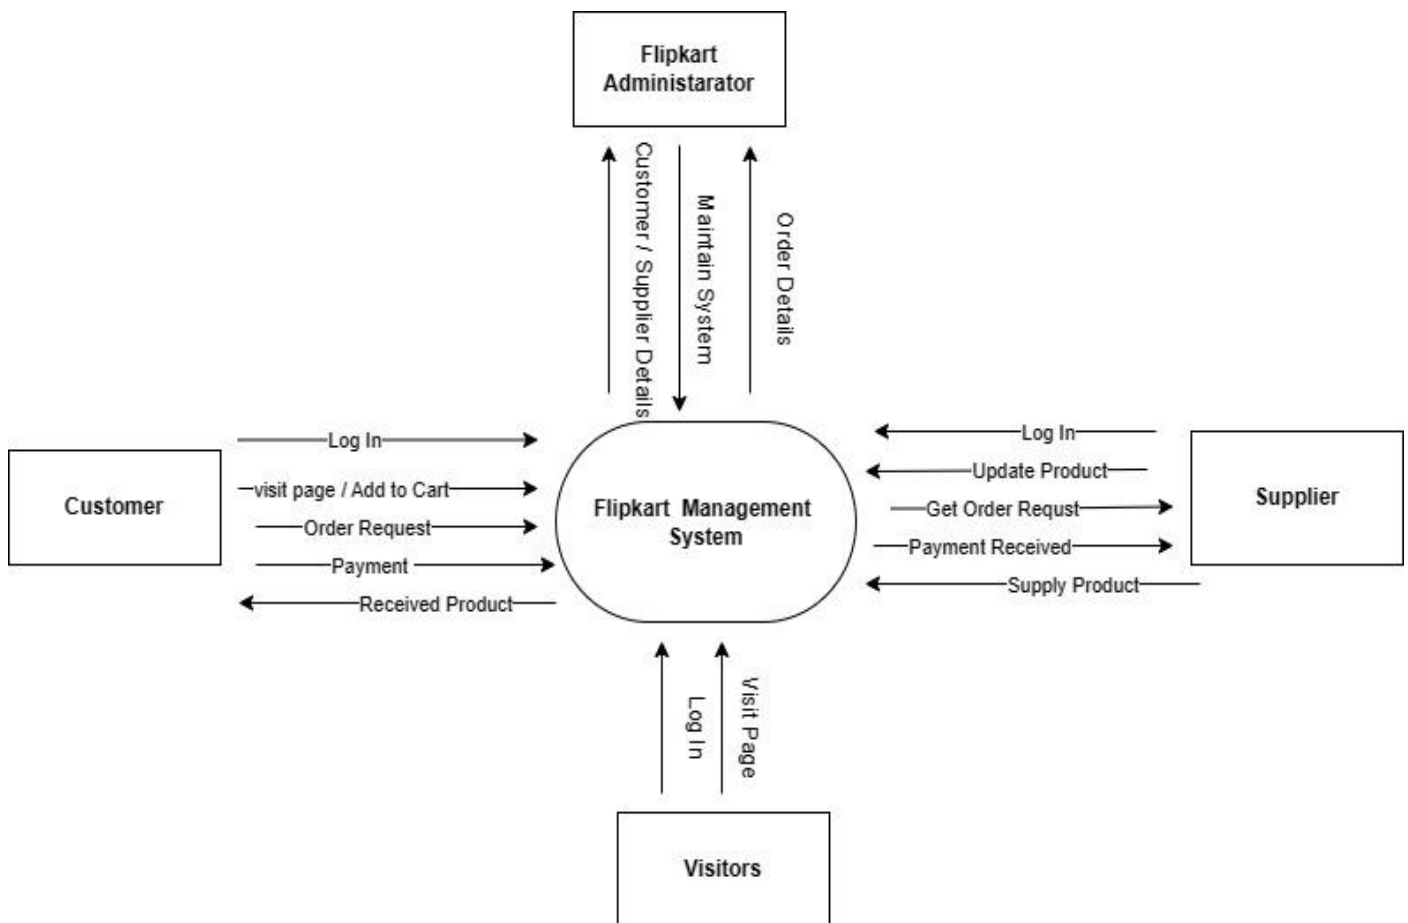 Flipkart
Administarator
Customer / Supplier Details
Maintain System
Order Details
Log In
visit page / Add to Cart
Order Request
Payment
Received Product
Customer
Flipkart Management
System
Log In
Update Product
Get Order Requst
Payment Received
Supply Product
Supplier
Log In
Visit Page
Visitors